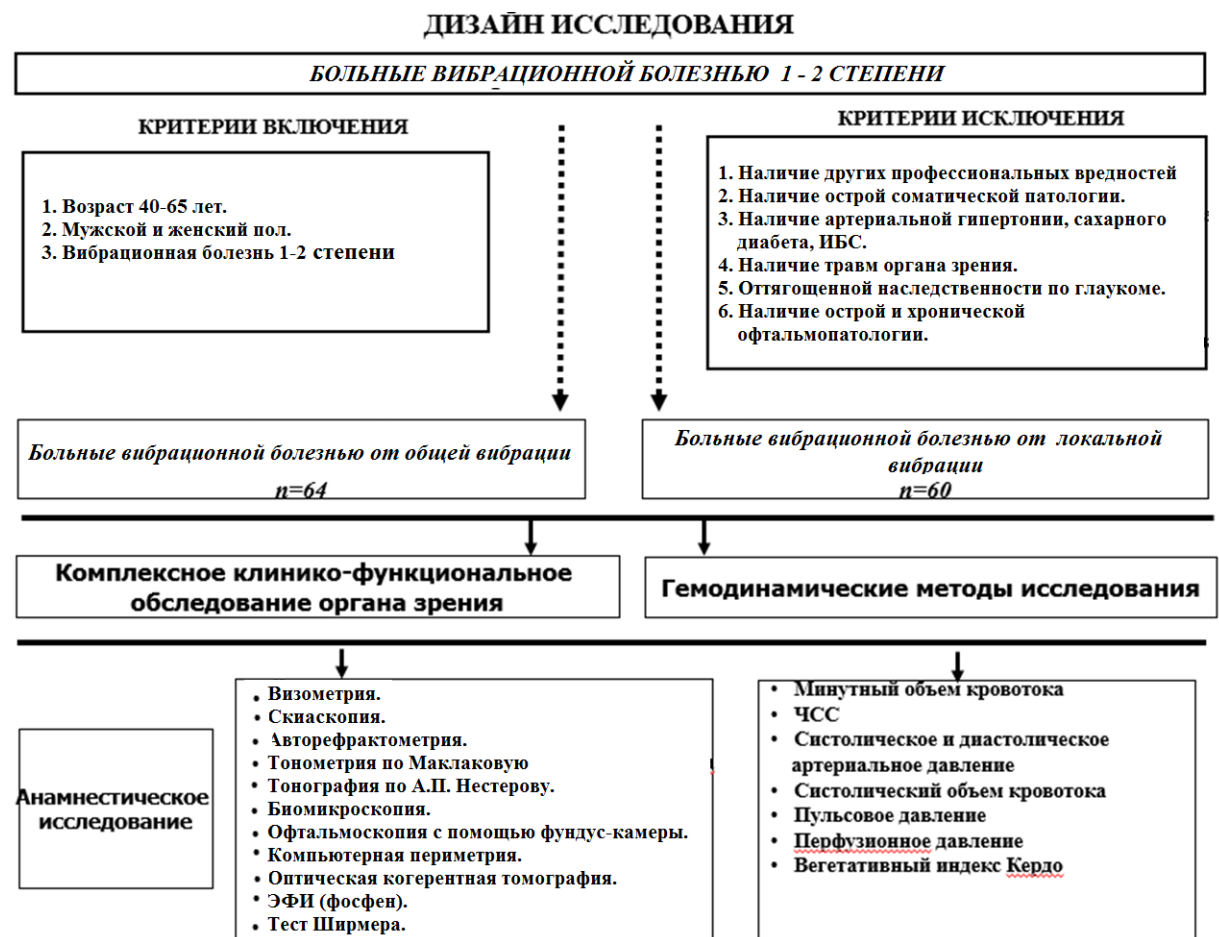 ДИЗАЙН ИССЛЕДОВАНИЯ
БОЛЬНЫЕ ВИБРАЦИОННОЙ БОЛЕЗНЬЮ 1 - 2 СТЕПЕНИ
КРИТЕРИИ ВКЛЮЧЕНИЯ
1. Возраст 40-65 лет.
2. Мужской и женский пол.
3. Вибрационная болезнь 1-2 степени
КРИТЕРИИ ИСКЛЮЧЕНИЯ
1. Наличие других профессиональных вредностей
2. Наличие острой соматической патологии.
3. Наличие артериальной гипертонии, сахарного
диабета, ИБС.
4. Наличие травм органа зрения.
5. Оттягощенной наследственности по глаукоме.
6. Наличие острой и хронической
офтальмопатологии.
Больные вибрационной болезнью от общей вибрации
n=64
Больные вибрационной болезнью от локальной
вибрации
n=60
Комплексное клинико-функциональное
обследование органа зрения
Гемодинамические методы исследования
Анамнестическое
исследование
• Визометрия.
• Скиаскопия.
• Авторефрактометрия.
• Тонометрия по Маклаковую
• Тонография по А.П. Нестерову.
• Биомикроскопия.
• Офтальмоскопия с помощью фундус-камеры.
• Компьютерная периметрия.
• Оптическая когерентная томография.
• ЭФИ (фосфен).
• Тест Ширмера.
• Минутный объем кровотока
• ЧСС
• Систолическое и диастолическое
артериальное давление
• Систолический объем кровотока
• Пульсовое давление
• Перфузионное давление
• Вегетативный индекс Кердо